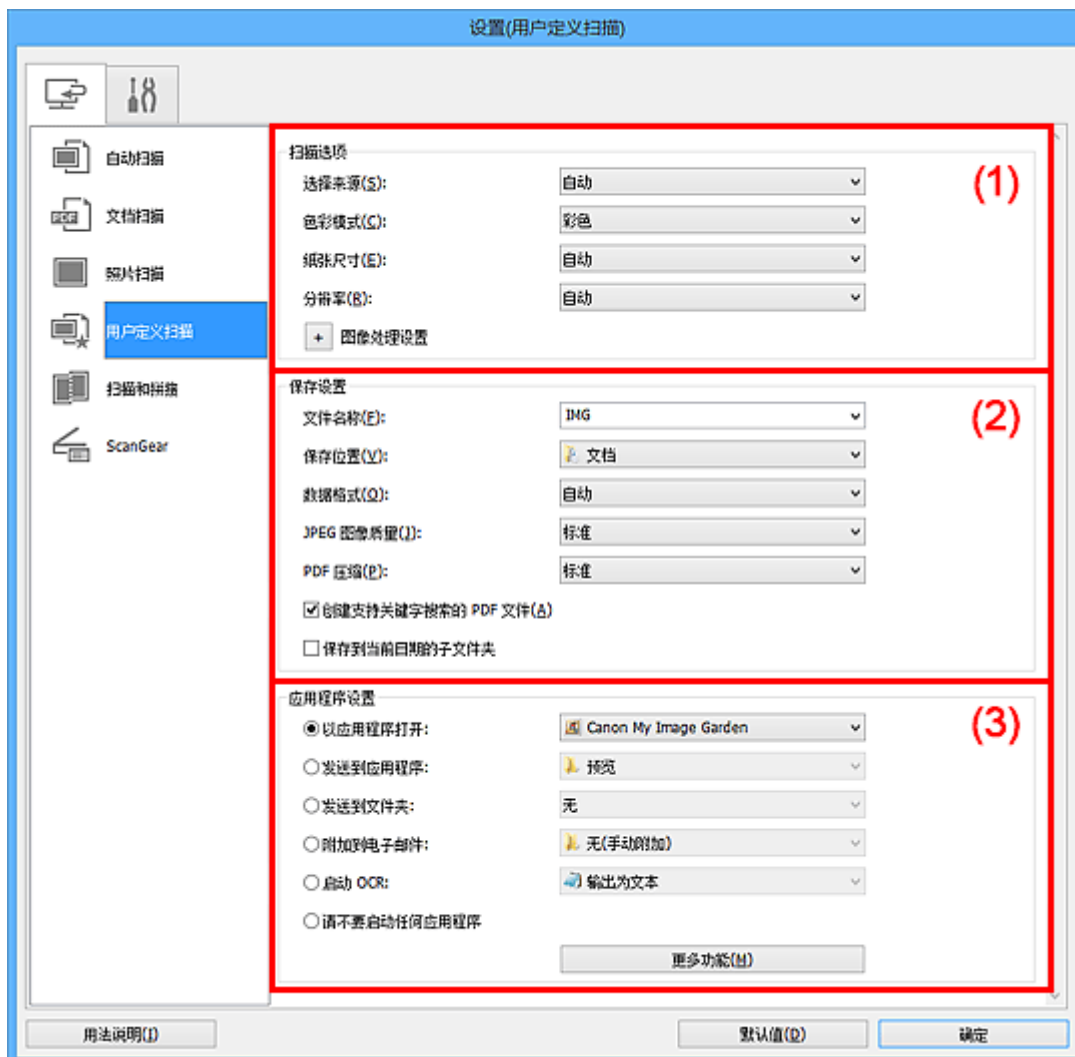 设置(用户定义扫描)
自动扫描
文档扫描
照片扫描
用户定义扫描
扫描和拼接
ScanGear
扫描选项
(1)
选择来源(S): 自动
色彩模式(C): 彩色
纸张尺寸(E): 自动
分辨率(R): 自动
+ 图像处理设置
保存设置
(2)
文件名称(F): IMG
保存位置(V): 文档
数据格式(O): 自动
JPEG 图像质量(J): 标准
PDF 压缩(P): 标准
创建支持关键字搜索的 PDF 文件(A)
保存到当前日期的子文件夹
应用程序设置
(3)
以应用程序打开: Canon My Image Garden
发送到应用程序: 预览
发送到文件夹: 无
附加到电子邮件: 无(手动附加)
启动 OCR: 输出为文本
请不要启动任何应用程序
更多功能(M)
用法说明(I) 默认值(D) 确定